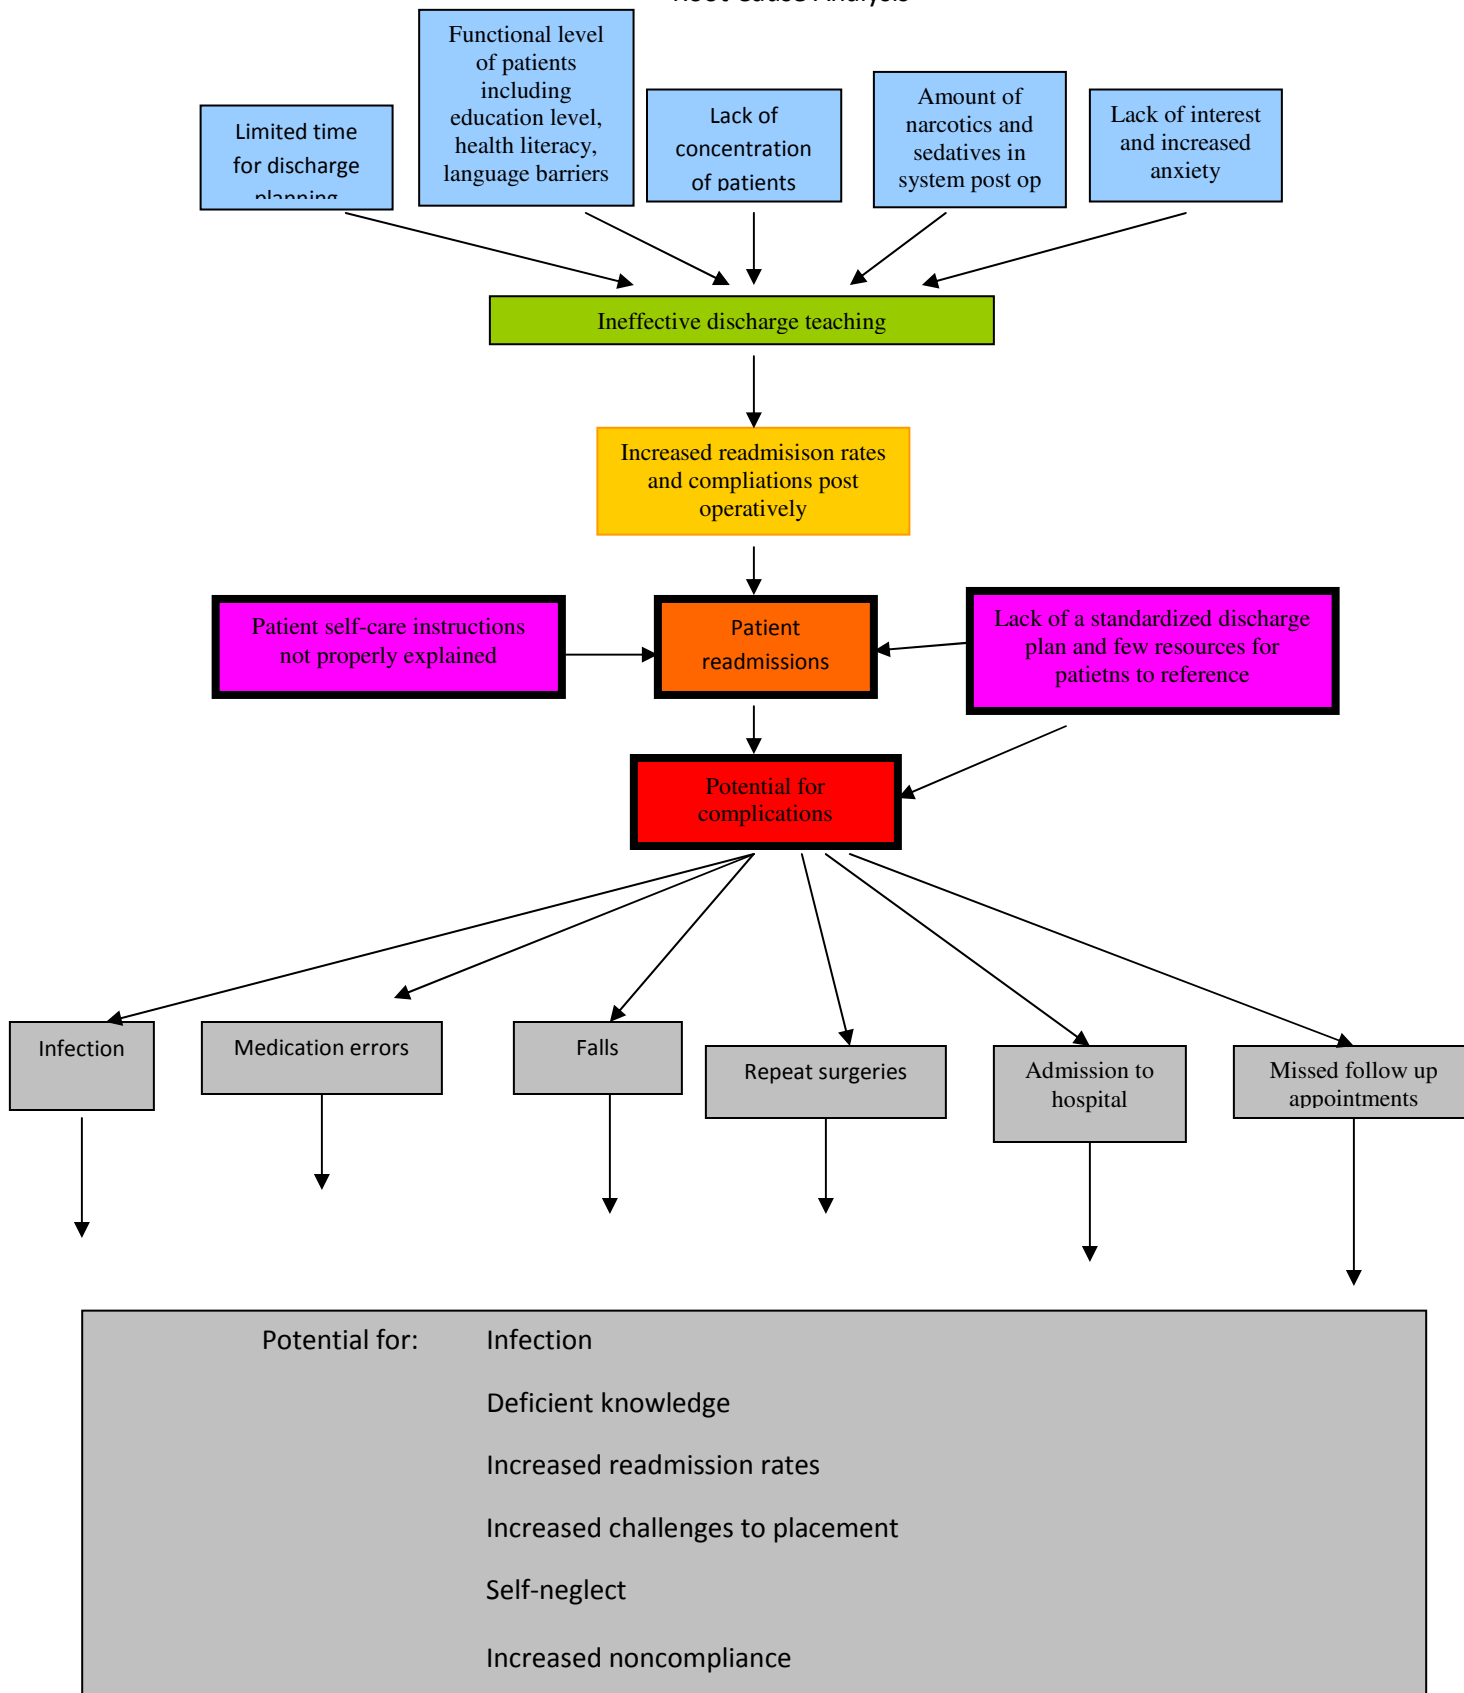 Root Cause Analysis
Functional level
of patients
including
education level,
health literacy,
language barriers
Limited time
for discharge
planning
Lack of
concentration
of patients
Amount of
narcotics and
sedatives in
system post op
Lack of interest
and increased
anxiety
Ineffective discharge teaching
Increased readmisison rates
and compliations post
operatively
Patient self-care instructions
not properly explained
Patient
readmissions
Lack of a standardized discharge
plan and few resources for
patietns to reference
Potential for
complications
Infection
Medication errors
Falls
Repeat surgeries
Admission to
hospital
Missed follow up
appointments
Potential for: Infection
Deficient knowledge
Increased readmission rates
Increased challenges to placement
Self-neglect
Increased noncompliance